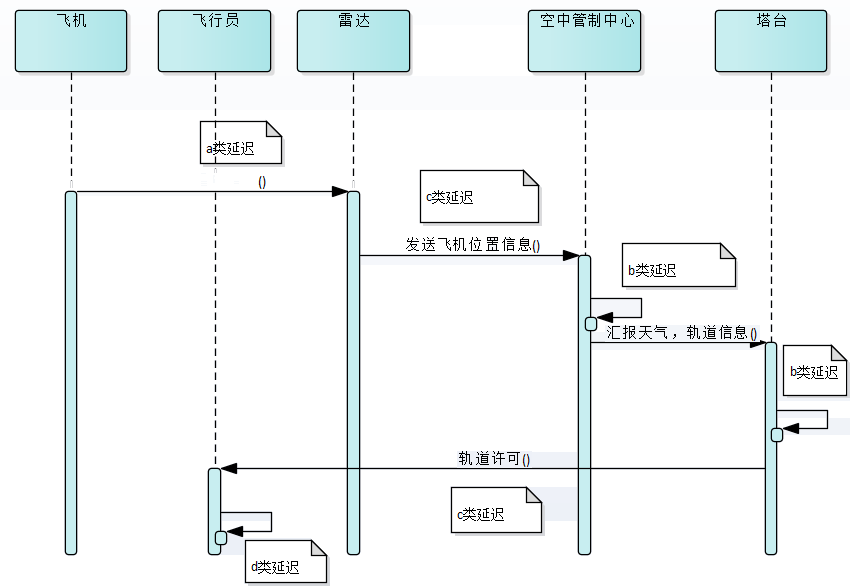 飞机
飞行员
雷达
空中管制中心
塔台
a类延迟
()
c类延迟
发送飞机位置信息()
b类延迟
汇报天气，轨道信息()
b类延迟
轨道许可()
c类延迟
d类延迟